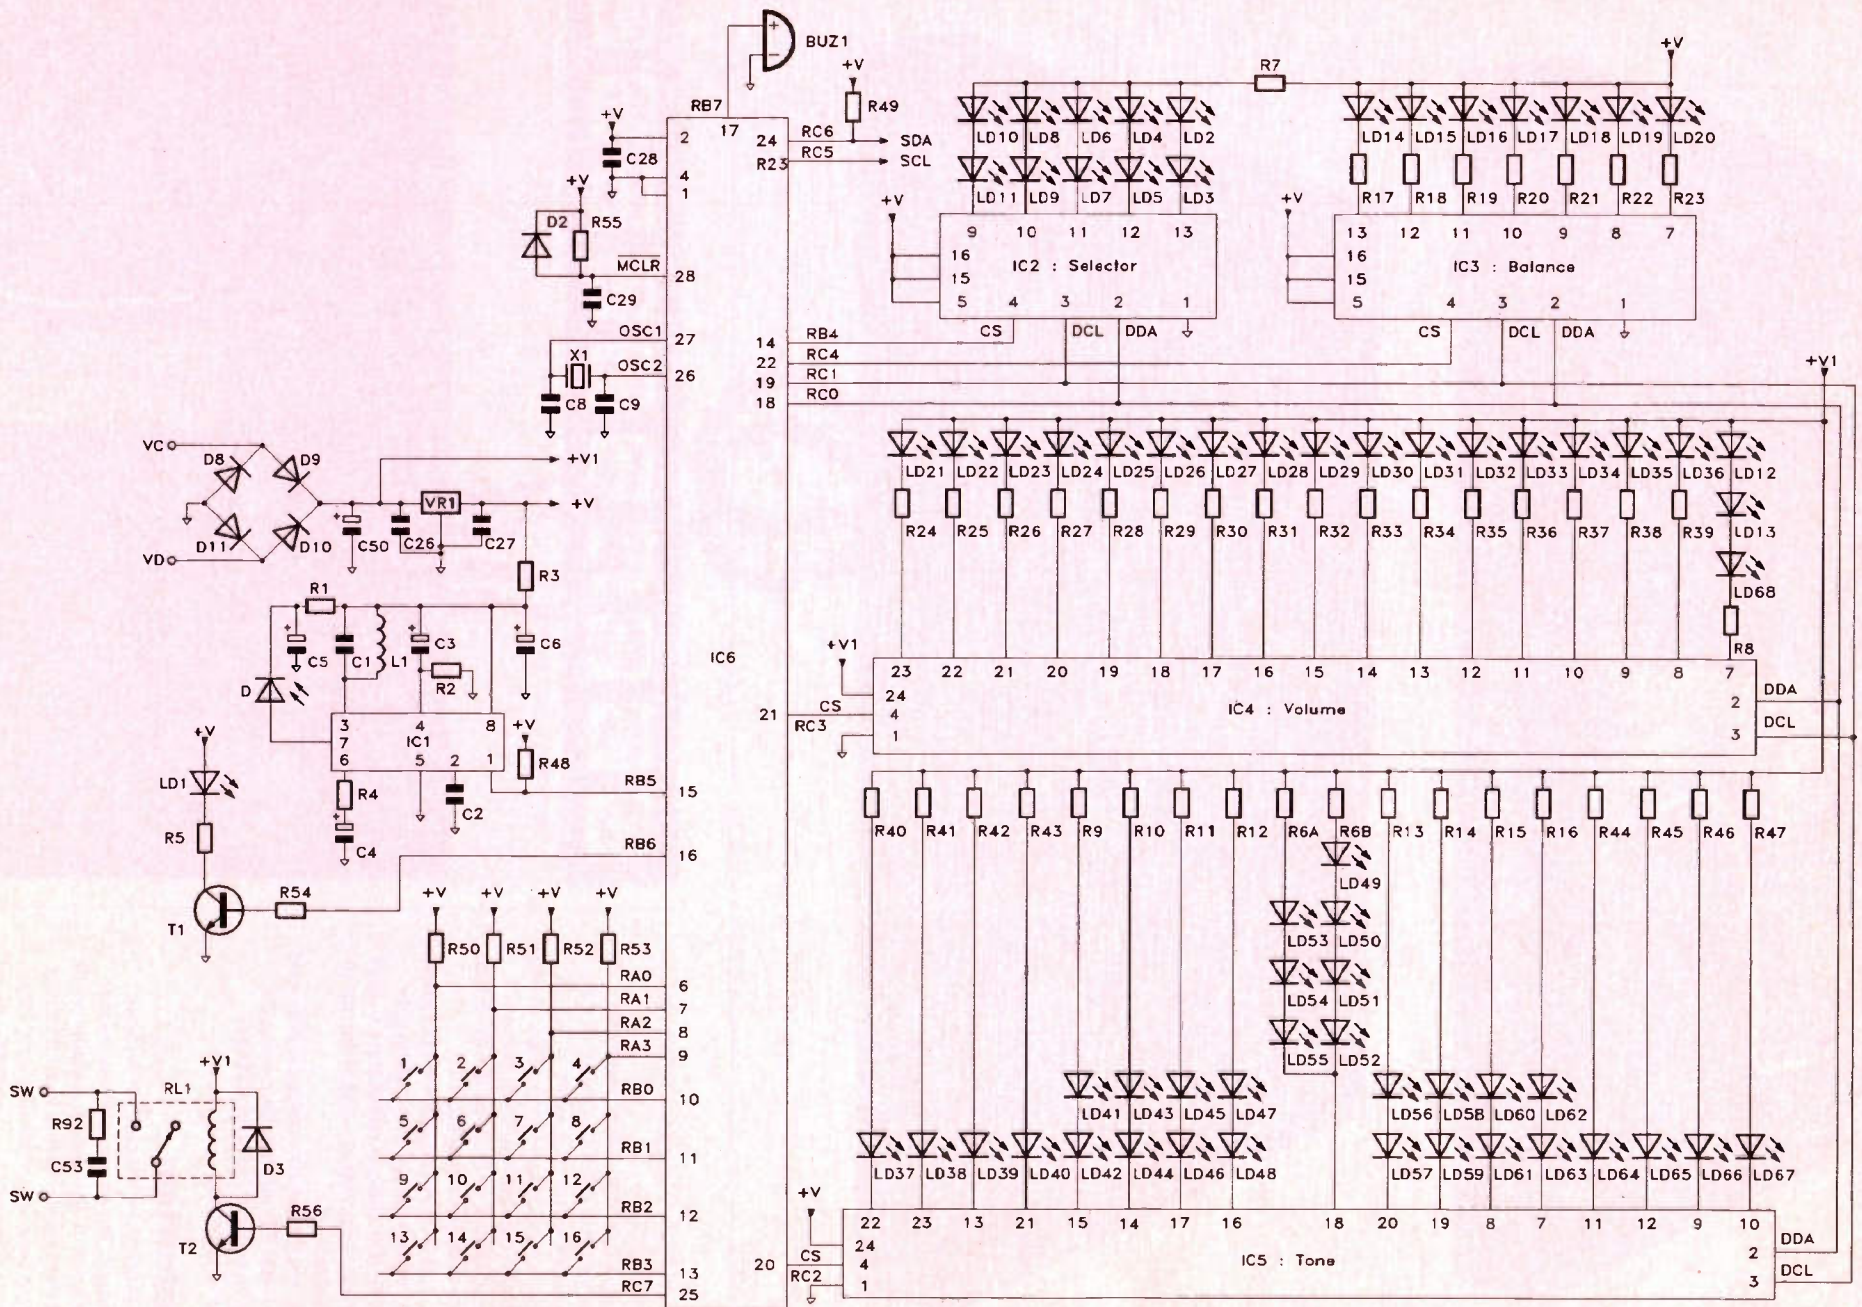 BUZ1
+V
R7
+V
RB7
R49
+V
17
RC6
24
SDA
2
C28
RC5
R23
SCL
4
1
LD10 LD8 LD6 LD4 LD2
LD14 LD15 LD16 LD17 LD18 LD19 LD20
LD11 LD9 LD7 LD5 LD3
R17 R18 R19 R20 R21 R22 R23
+V
D2 R55
MCLR
28
C29
+V
9 10 11 12 13
16
15
5 4 3 2 1
IC2 : Selector
CS DCL DDA
+V
13 12 11 10 9 8 7
16
15
5 4 3 2 1
IC3 : Balance
CS DCL DDA
OSC1
27
X1
OSC2
26
C8 C9
14 RB4
22 RC4
19 RC1
18 RC0
+V1
VC
D8 D9
+V1
VR1
+V
D11 D10
C50 C26 C27
VD
R3
LD21 LD22 LD23 LD24 LD25 LD26 LD27 LD28 LD29 LD30 LD31 LD32 LD33 LD34 LD35 LD36 LD12
R24 R25 R26 R27 R28 R29 R30 R31 R32 R33 R34 R35 R36 R37 R38 R39 LD13
LD68
R8
R1
C5 C1 L1 C3 C6
R2
D
IC6
+V1
23 22 21 20 19 18 17 16 15 14 13 12 11 10 9 8 7
24
CS 4
1
21
RC3
IC4 : Volume
DDA
2
DCL
3
3 4 8
7 IC1
6 5 2 1
+V
R48
+V
LD1
R4
C2
RB5
15
R5
C4
RB6
16
R54
T1
R40 R41 R42 R43 R9 R10 R11 R12 R6A R6B R13 R14 R15 R16 R44 R45 R46 R47
LD49
LD53 LD50
LD54 LD51
LD55 LD52
+V +V +V +V
R50 R51 R52 R53
RA0
6
RA1
7
RA2
8
RA3
9
1 2 3 4
RB0
10
5 6 7 8
RB1
11
9 10 11 12
RB2
12
13 14 15 16
RB3
13
RC7
25
+V1
SW
RL1
R92
C53
D3
SW
R56
T2
LD41 LD43 LD45 LD47
LD56 LD58 LD60 LD62
LD37 LD38 LD39 LD40 LD42 LD44 LD46 LD48
LD57 LD59 LD61 LD63 LD64 LD65 LD66 LD67
+V
22 23 13 21 15 14 17 16 18 20 19 8 7 11 12 9 10
24
CS 4
1
20
RC2
IC5 : Tone
DDA
2
DCL
3